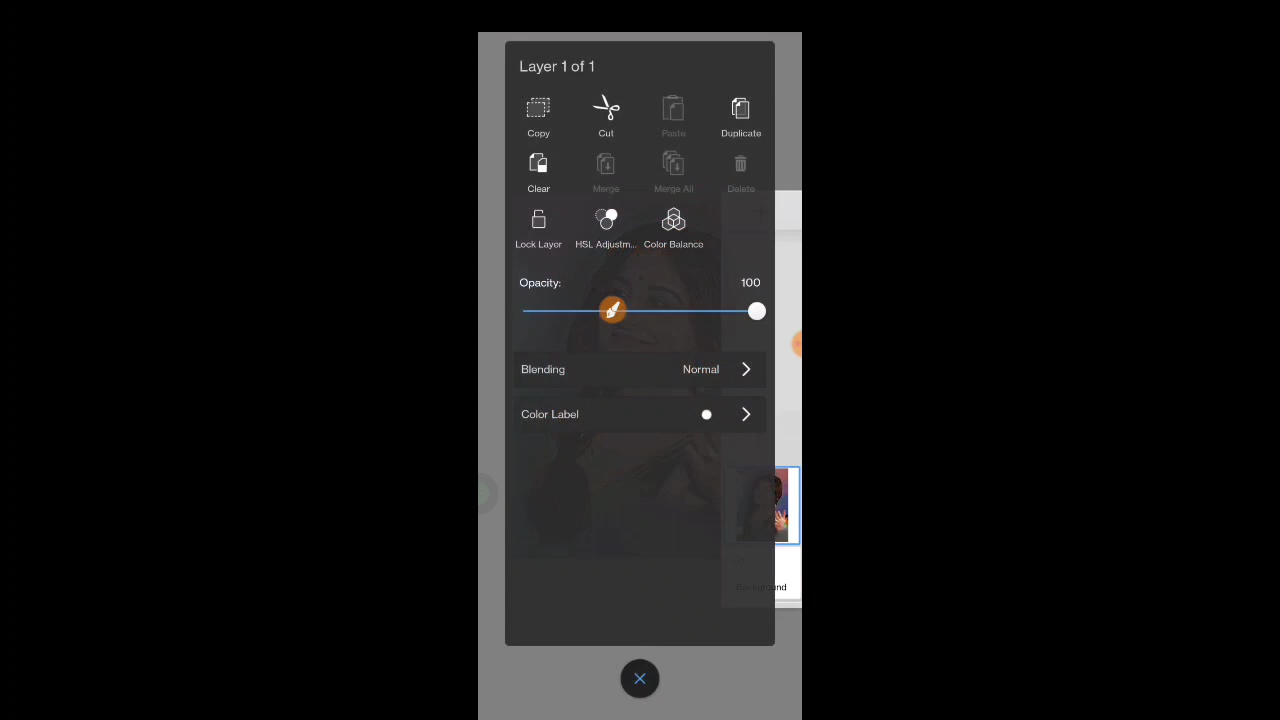 Layer 1 of 1
Copy Cut Paste Duplicate
Clear Merge Merge All Delete
Lock Layer HSL Adjustm... Color Balance
Opacity: 100
Blending Normal
Color Label
Background